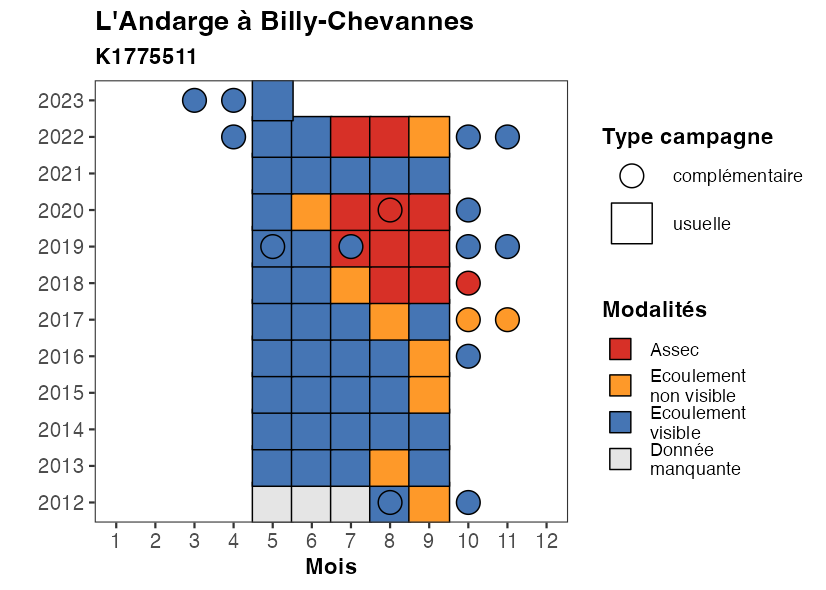 L'Andarge à Billy-Chevannes
K1775511
2023
2022
2021
2020
2019
2018
2017
2016
2015
2014
2013
2012
1 2 3 4 5 6 7 8 9 10 11 12
Mois
Type campagne
complémentaire
usuelle
Modalités
Assec
Ecoulement
non visible
Ecoulement
visible
Donnée
manquante